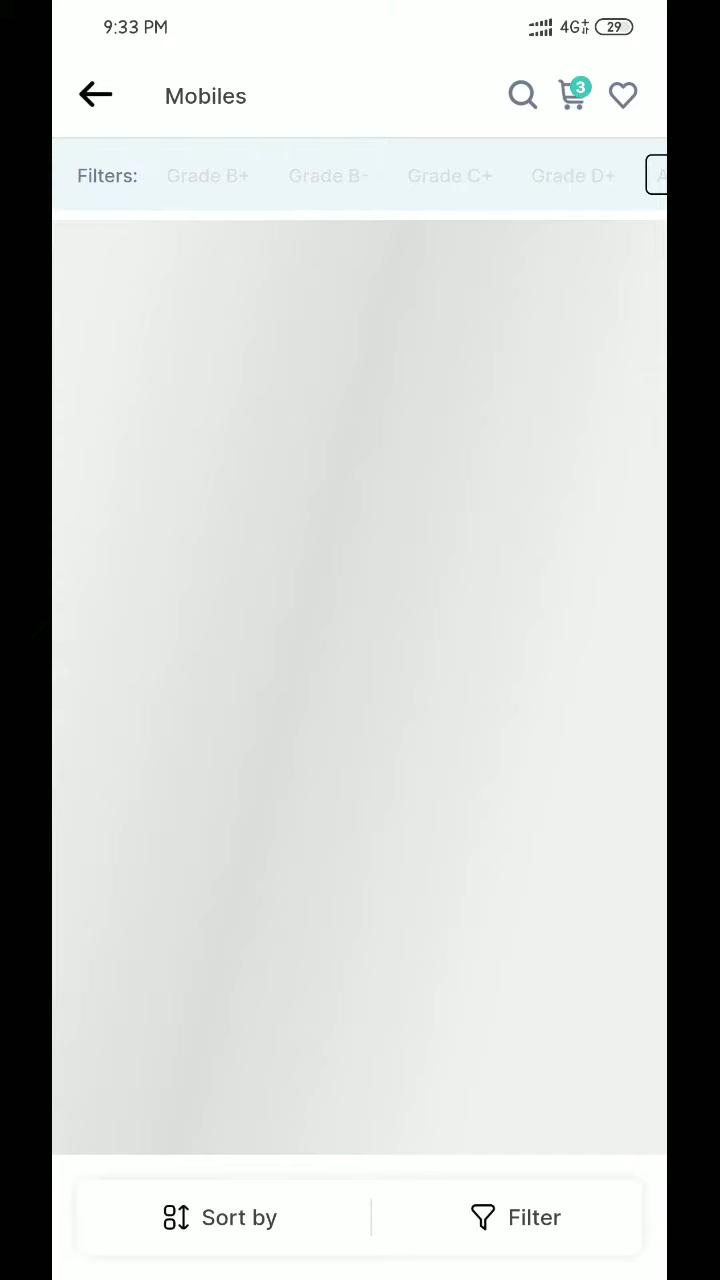 9:33 PM 4G+ 29
Mobiles 3
Filters: Grade B+ Grade B- Grade C+ Grade D+ A
Sort by Filter